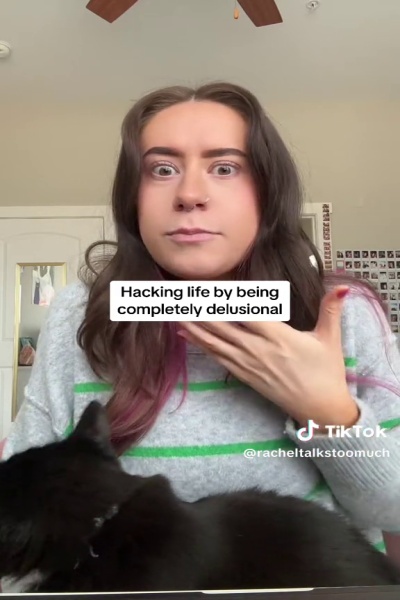 Hacking life by being
completely delusional
TikTok
@racheltalkstoomuch